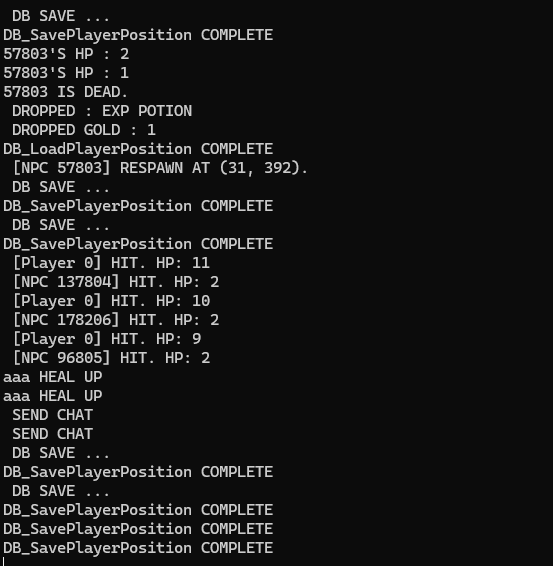 DB SAVE ...
DB_SavePlayerPosition COMPLETE
57803'S HP : 2
57803'S HP : 1
57803 IS DEAD.
DROPPED : EXP POTION
DROPPED GOLD : 1
DB_LoadPlayerPosition COMPLETE
[NPC 57803] RESPAWN AT (31, 392).
DB SAVE ...
DB_SavePlayerPosition COMPLETE
DB SAVE ...
DB_SavePlayerPosition COMPLETE
[Player 0] HIT. HP: 11
[NPC 137804] HIT. HP: 2
[Player 0] HIT. HP: 10
[NPC 178206] HIT. HP: 2
[Player 0] HIT. HP: 9
[NPC 96805] HIT. HP: 2
aaa HEAL UP
aaa HEAL UP
SEND CHAT
SEND CHAT
DB SAVE ...
DB_SavePlayerPosition COMPLETE
DB SAVE ...
DB_SavePlayerPosition COMPLETE
DB_SavePlayerPosition COMPLETE
DB_SavePlayerPosition COMPLETE